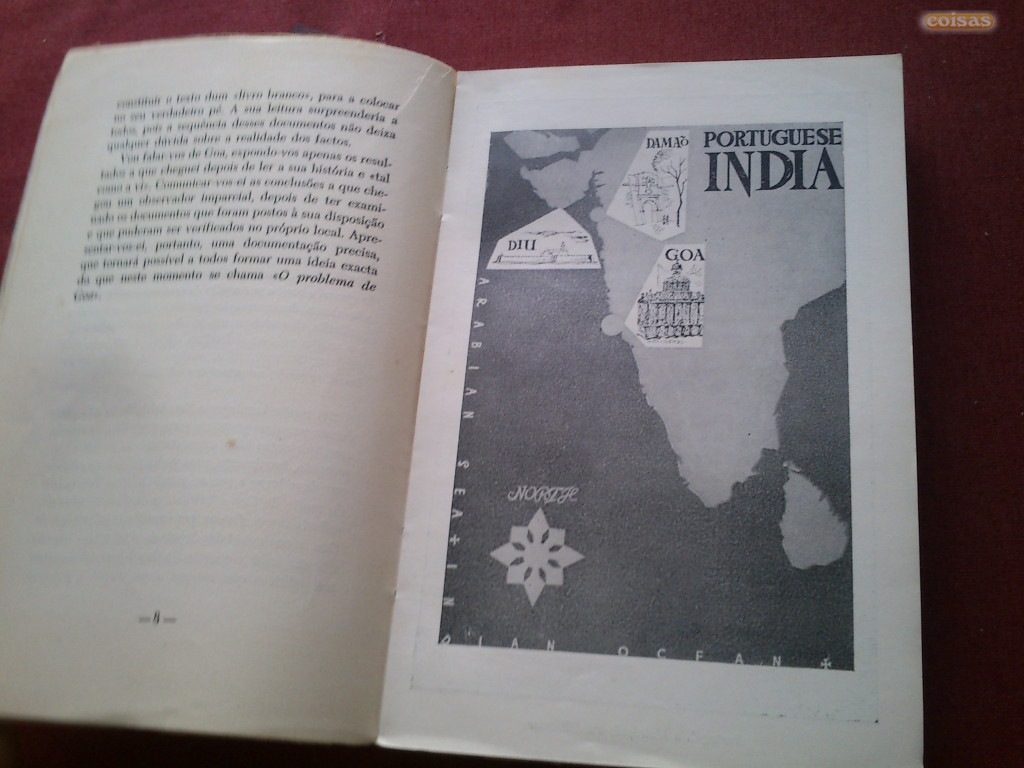 constituir o texto dum «livro branco», para a colocar
no seu verdadeiro pé. A sua leitura surpreenderia a
todos, pois a sequência desses documentos não deixa
qualquer dúvida sobre a realidade dos factos.
Vou falar-vos de Goa, expondo-vos apenas os resul-
tados a que cheguei depois de ler a sua história e «tal
como a vi». Comunicar-vos-ei as conclusões a que che-
gou um observador imparcial, depois de ter exami-
nado os documentos que foram postos à sua disposição
e que puderam ser verificados no próprio local. Apre-
sentar-vos-ei, portanto, uma documentação precisa,
que tornará possível a todos formar uma ideia exacta
do que neste momento se chama «O problema de
Goa».
— 8 —
PORTUGUESE
INDIA
DAMÃO
DIU
GOA
ARABIAN SEA + INDIAN OCEAN
NORTH
coisas